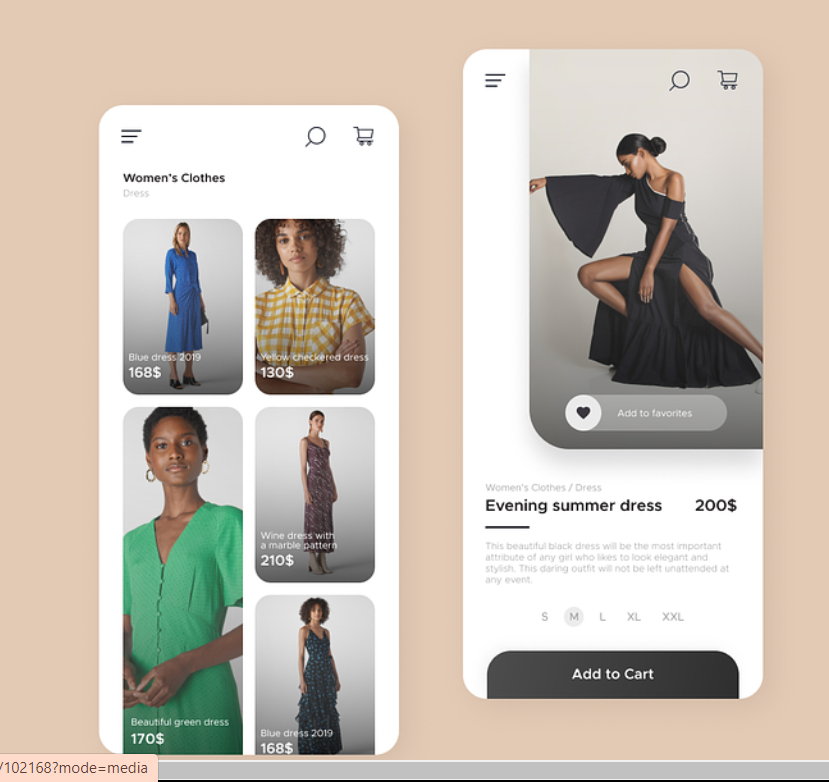 Women's Clothes
Dress
Blue dress 2019
168$
Yellow checkered dress
130$
Beautiful green dress
170$
Wine dress with
a marble pattern
210$
Blue dress 2019
168$
Add to favorites
Women's Clothes / Dress
Evening summer dress 200$
This beautiful black dress will be the most important
attribute of any girl who likes to look elegant and
stylish. This daring outfit will not be left unattended at
any event.
S M L XL XXL
Add to Cart
/102168?mode=media